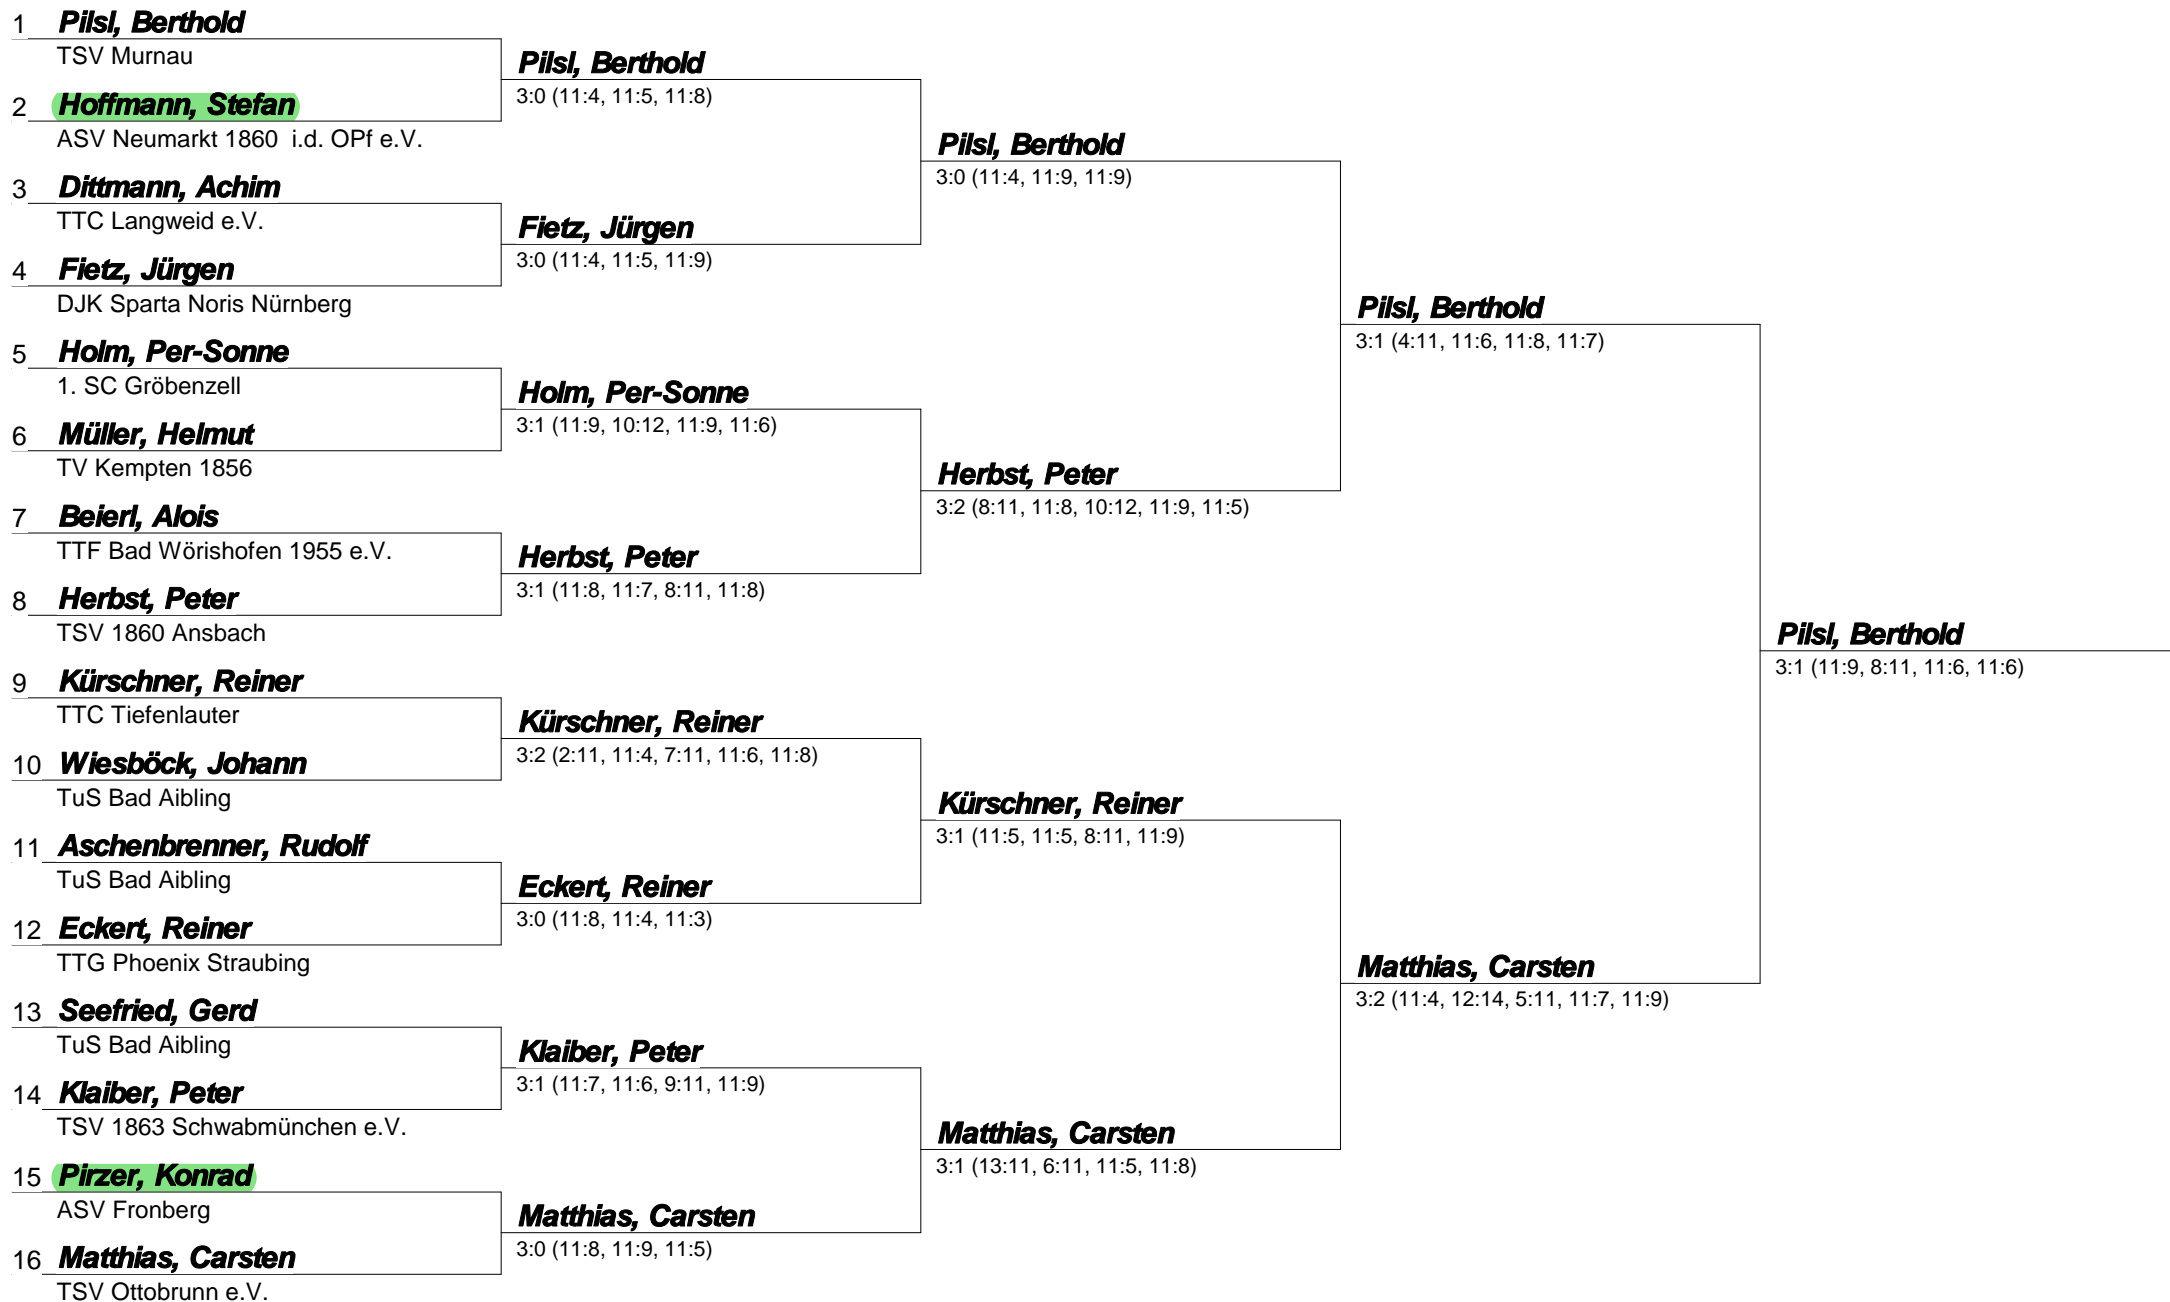 1 Pilsl, Berthold
TSV Murnau
2 Hoffmann, Stefan
ASV Neumarkt 1860 i.d. OPf e.V.
3 Dittmann, Achim
TTC Langweid e.V.
4 Fietz, Jürgen
DJK Sparta Noris Nürnberg
5 Holm, Per-Sonne
1. SC Gröbenzell
6 Müller, Helmut
TV Kempten 1856
7 Beierl, Alois
TTF Bad Wörishofen 1955 e.V.
8 Herbst, Peter
TSV 1860 Ansbach
9 Kürschner, Reiner
TTC Tiefenlauter
10 Wiesböck, Johann
TuS Bad Aibling
11 Aschenbrenner, Rudolf
TuS Bad Aibling
12 Eckert, Reiner
TTG Phoenix Straubing
13 Seefried, Gerd
TuS Bad Aibling
14 Klaiber, Peter
TSV 1863 Schwabmünchen e.V.
15 Pirzer, Konrad
ASV Fronberg
16 Matthias, Carsten
TSV Ottobrunn e.V.
Pilsl, Berthold
3:0 (11:4, 11:5, 11:8)
Fietz, Jürgen
3:0 (11:4, 11:5, 11:9)
Holm, Per-Sonne
3:1 (11:9, 10:12, 11:9, 11:6)
Herbst, Peter
3:1 (11:8, 11:7, 8:11, 11:8)
Kürschner, Reiner
3:2 (2:11, 11:4, 7:11, 11:6, 11:8)
Eckert, Reiner
3:0 (11:8, 11:4, 11:3)
Klaiber, Peter
3:1 (11:7, 11:6, 9:11, 11:9)
Matthias, Carsten
3:0 (11:8, 11:9, 11:5)
Pilsl, Berthold
3:0 (11:4, 11:9, 11:9)
Herbst, Peter
3:2 (8:11, 11:8, 10:12, 11:9, 11:5)
Kürschner, Reiner
3:1 (11:5, 11:5, 8:11, 11:9)
Matthias, Carsten
3:1 (13:11, 6:11, 11:5, 11:8)
Pilsl, Berthold
3:1 (4:11, 11:6, 11:8, 11:7)
Matthias, Carsten
3:2 (11:4, 12:14, 5:11, 11:7, 11:9)
Pilsl, Berthold
3:1 (11:9, 8:11, 11:6, 11:6)